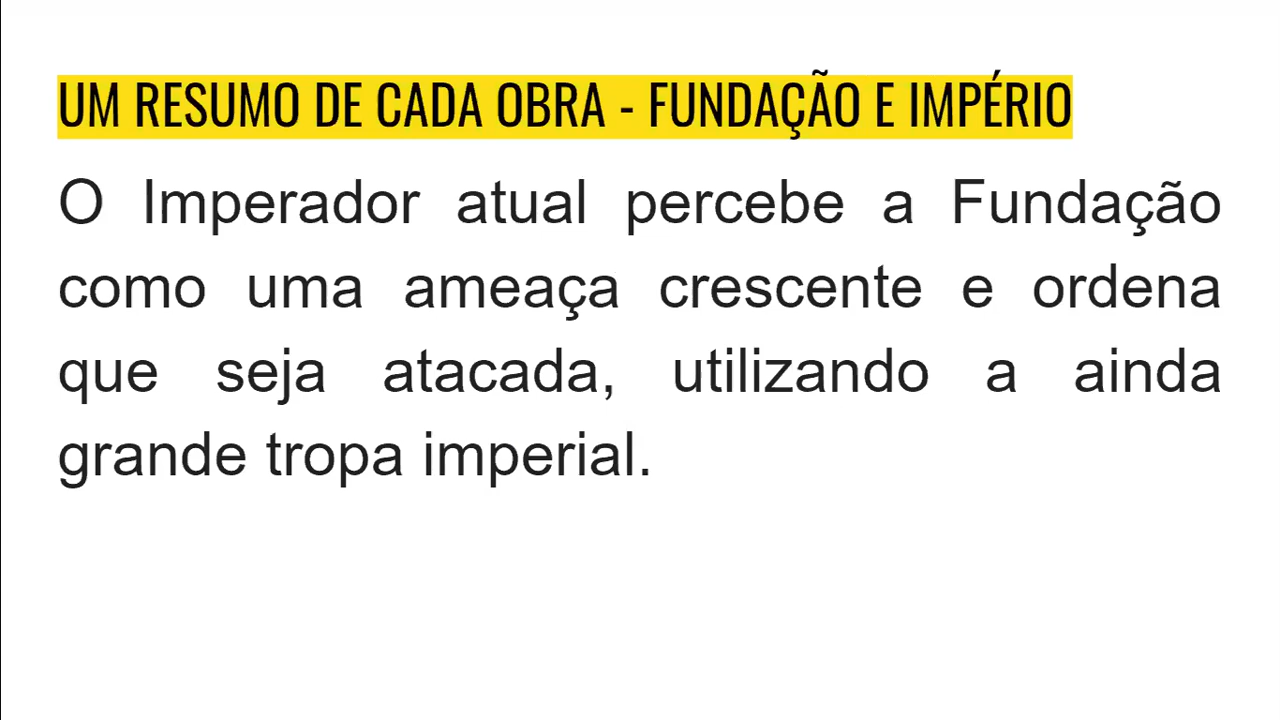 UM RESUMO DE CADA OBRA - FUNDAÇÃO E IMPÉRIO
O Imperador atual percebe a Fundação
como uma ameaça crescente e ordena
que seja atacada, utilizando a ainda
grande tropa imperial.